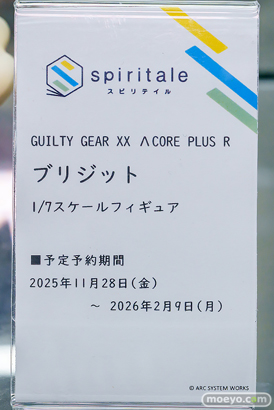 spiritale
スピリテイル
GUILTY GEAR XX ΛCORE PLUS R
ブリジット
1/7スケールフィギュア
■予定予約期間
2025年11月28日(金)
～ 2026年2月9日(月)
© ARC SYSTEM WORKS
moeyo.com